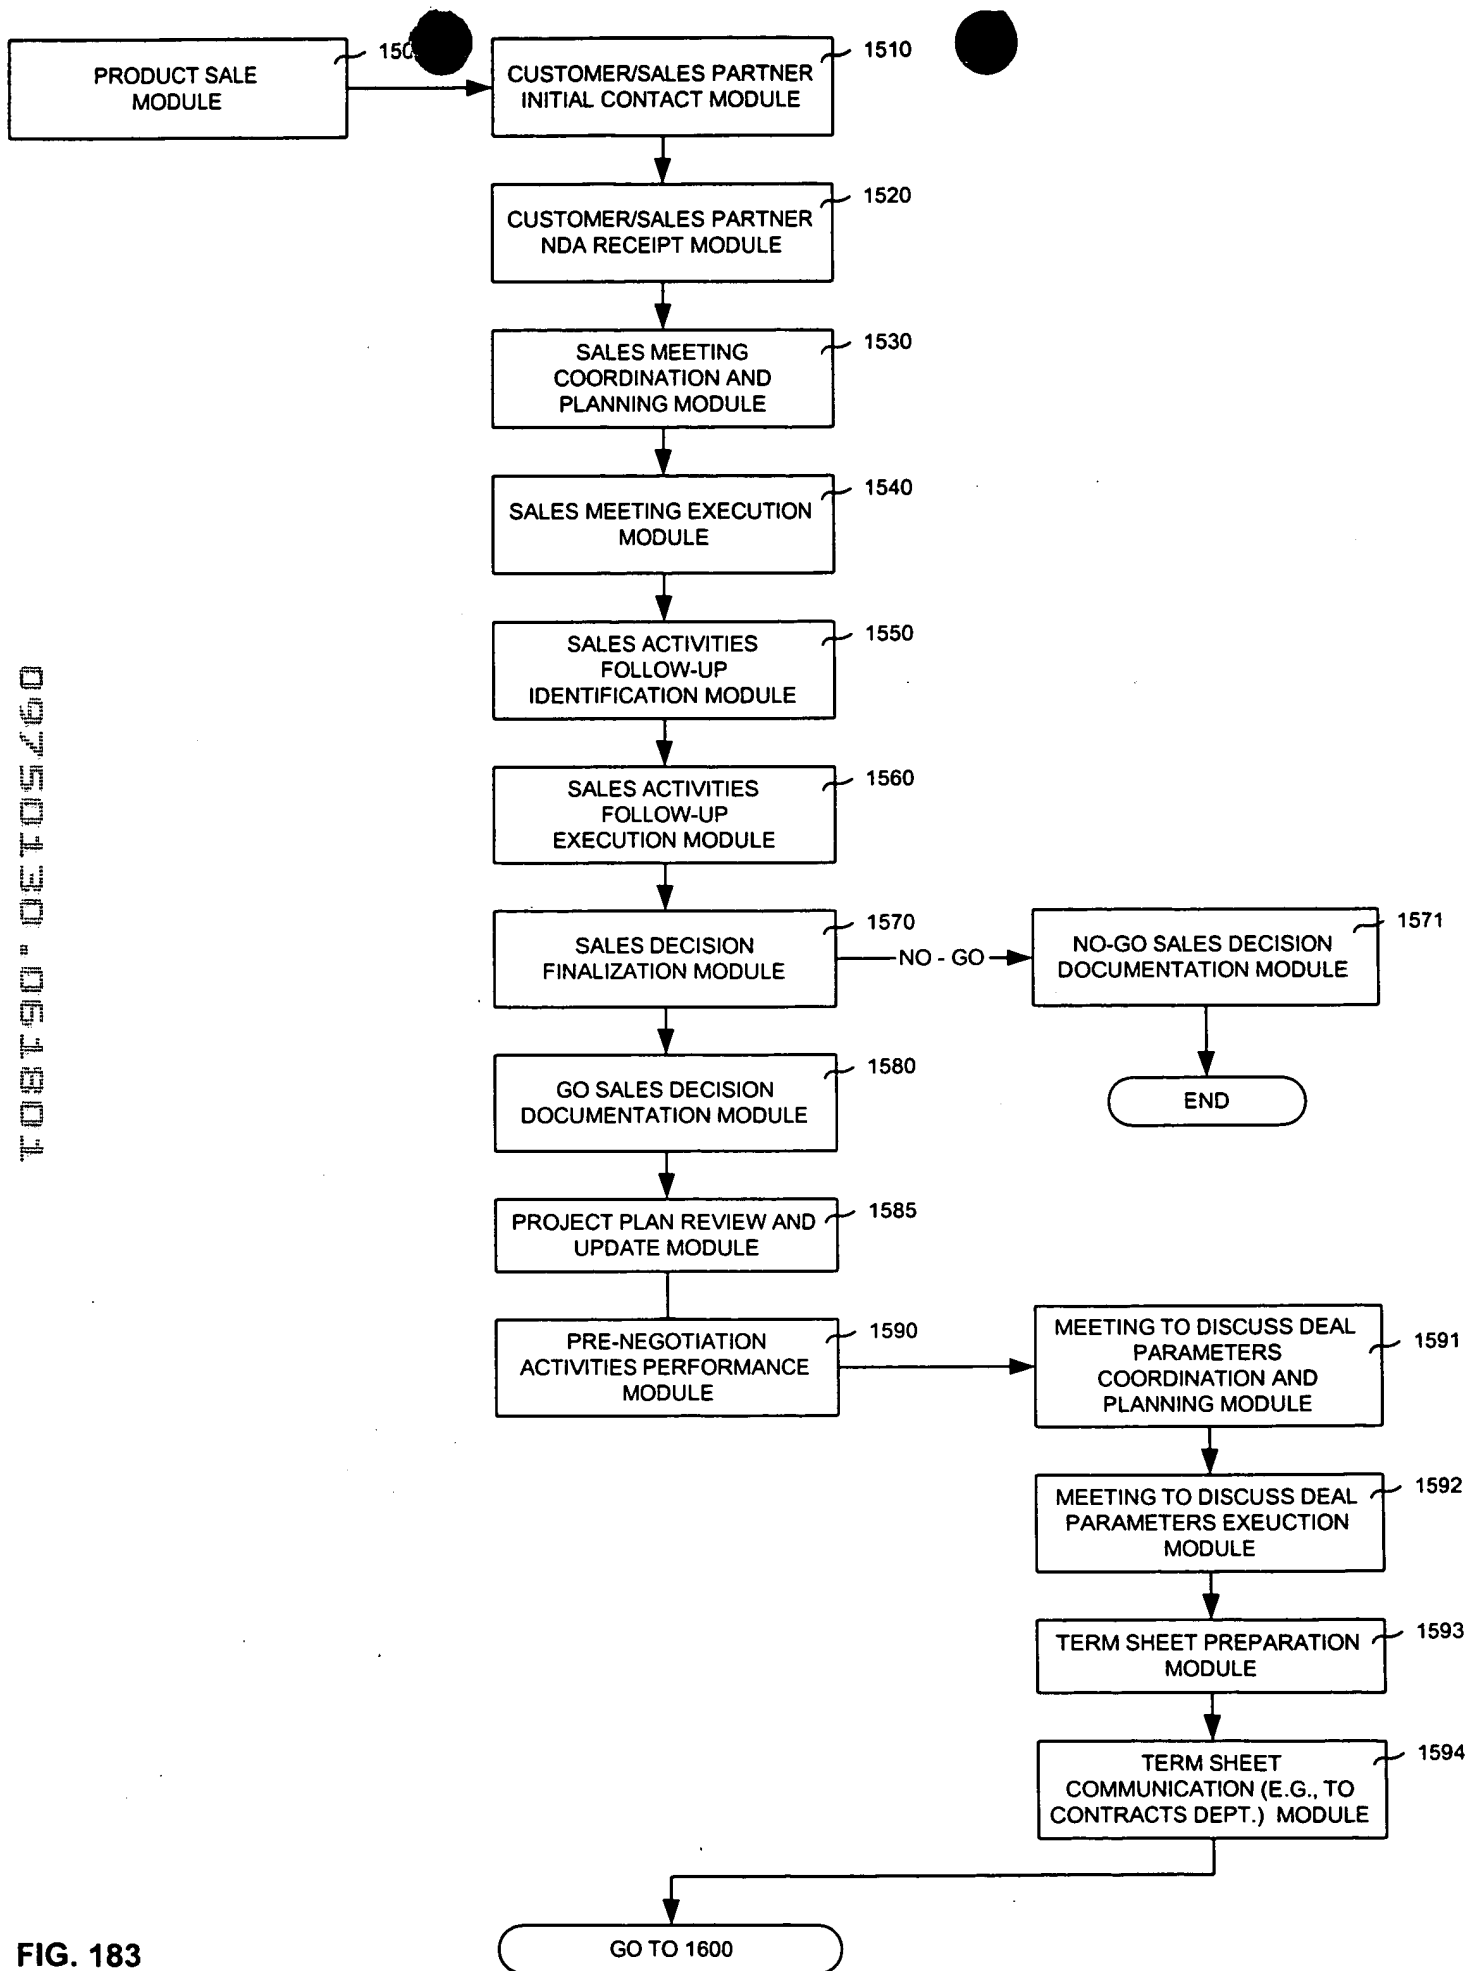 PRODUCT SALE
MODULE
CUSTOMER/SALES PARTNER
INITIAL CONTACT MODULE
1510
CUSTOMER/SALES PARTNER
NDA RECEIPT MODULE
1520
SALES MEETING
COORDINATION AND
PLANNING MODULE
1530
SALES MEETING EXECUTION
MODULE
1540
SALES ACTIVITIES
FOLLOW-UP
IDENTIFICATION MODULE
1550
SALES ACTIVITIES
FOLLOW-UP
EXECUTION MODULE
1560
SALES DECISION
FINALIZATION MODULE
1570
NO - GO
NO-GO SALES DECISION
DOCUMENTATION MODULE
1571
END
GO SALES DECISION
DOCUMENTATION MODULE
1580
PROJECT PLAN REVIEW AND
UPDATE MODULE
1585
PRE-NEGOTIATION
ACTIVITIES PERFORMANCE
MODULE
1590
MEETING TO DISCUSS DEAL
PARAMETERS
COORDINATION AND
PLANNING MODULE
1591
MEETING TO DISCUSS DEAL
PARAMETERS EXEUCTION
MODULE
1592
TERM SHEET PREPARATION
MODULE
1593
TERM SHEET
COMMUNICATION (E.G., TO
CONTRACTS DEPT.) MODULE
1594
GO TO 1600
FIG. 183